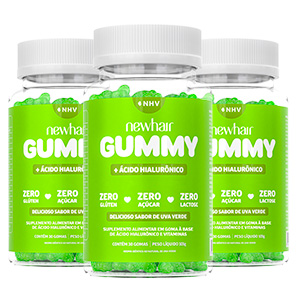 NHV
newhair
GUMMY
+ ÁCIDO HIALURÔNICO
ZERO GLÚTEN
ZERO AÇÚCAR
ZERO LACTOSE
DELICIOSO SABOR DE UVA VERDE
SUPLEMENTO ALIMENTAR EM GOMA À BASE
DE ÁCIDO HIALURÔNICO E VITAMINAS